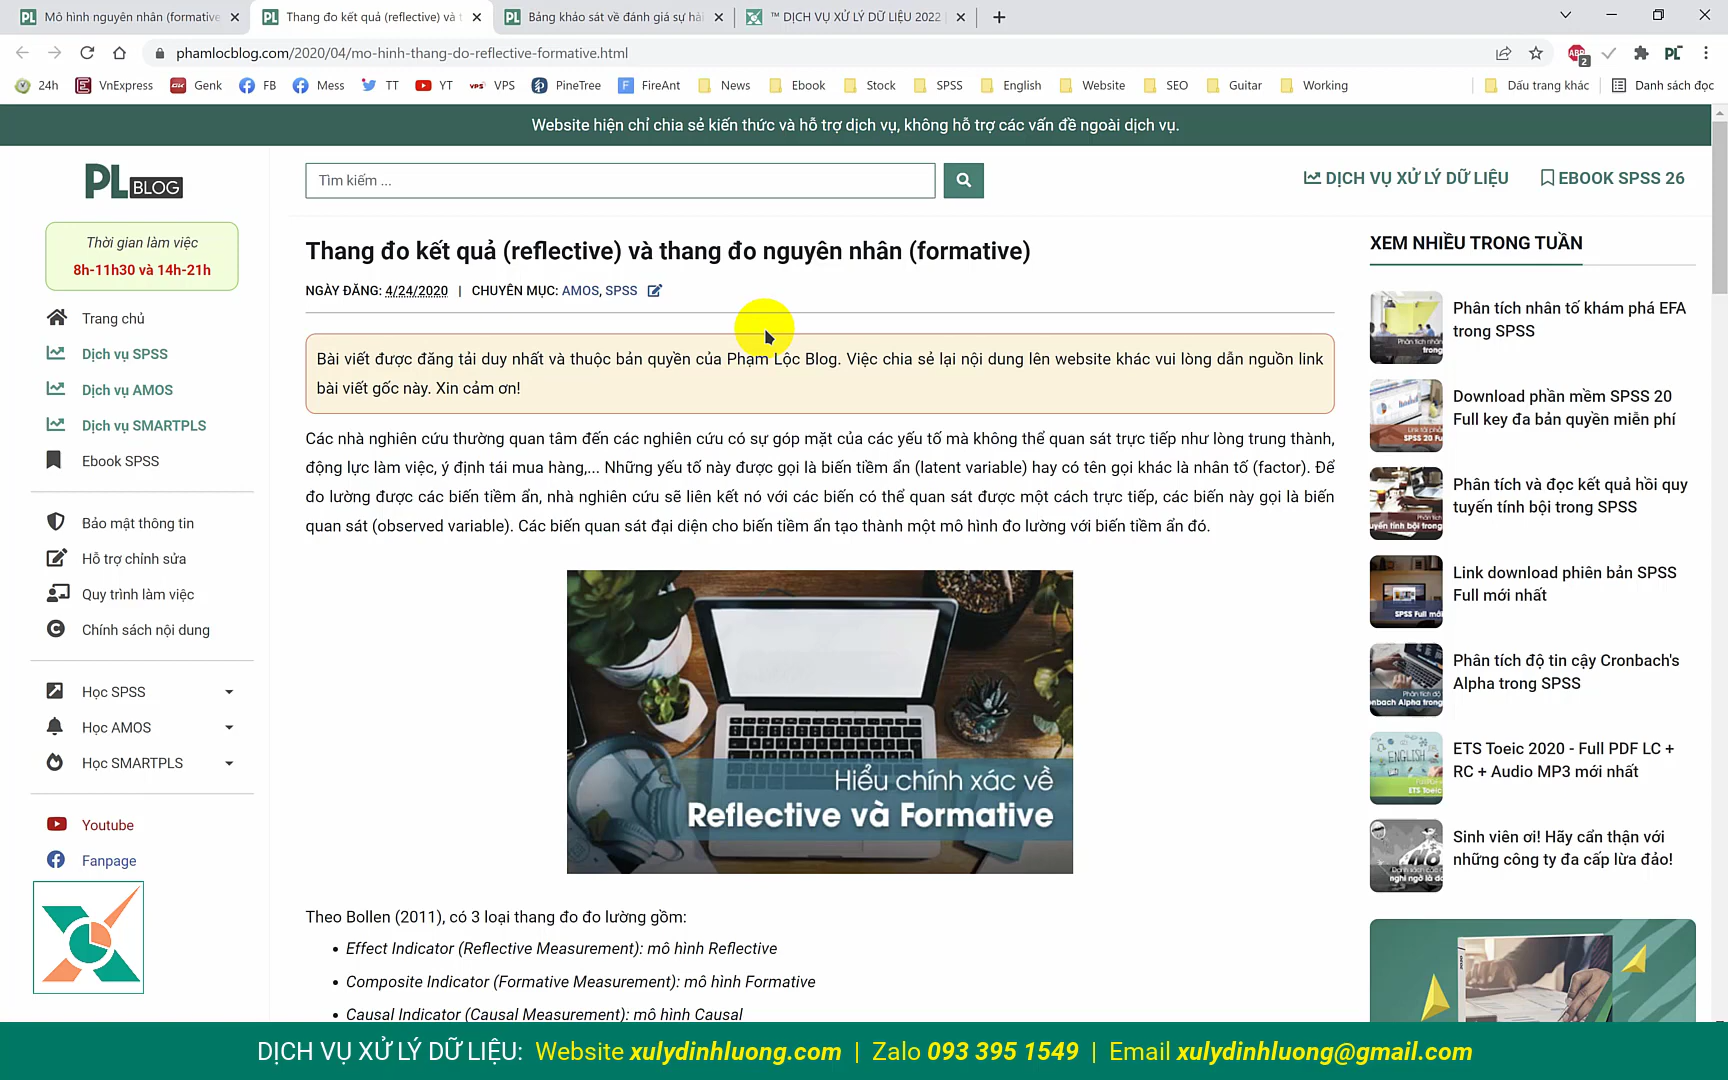 Mô hình nguyên nhân (formative
Thang đo kết quả (reflective) và t
Bảng khảo sát về đánh giá sự hài
™ DỊCH VỤ XỬ LÝ DỮ LIỆU 2022
phamlocblog.com/2020/04/mo-hinh-thang-do-reflective-formative.html
24h VnExpress Genk FB Mess TT YT VPS PineTree FireAnt News Ebook Stock SPSS English Website SEO Guitar Working Dấu trang khác Danh sách đọc
Website hiện chỉ chia sẻ kiến thức và hỗ trợ dịch vụ, không hỗ trợ các vấn đề ngoài dịch vụ.
PL BLOG
Tìm kiếm ...
DỊCH VỤ XỬ LÝ DỮ LIỆU
EBOOK SPSS 26
Thời gian làm việc
8h-11h30 và 14h-21h
Trang chủ
Dịch vụ SPSS
Dịch vụ AMOS
Dịch vụ SMARTPLS
Ebook SPSS
Bảo mật thông tin
Hỗ trợ chỉnh sửa
Quy trình làm việc
Chính sách nội dung
Học SPSS
Học AMOS
Học SMARTPLS
Youtube
Fanpage
Thang đo kết quả (reflective) và thang đo nguyên nhân (formative)
NGÀY ĐĂNG: 4/24/2020 | CHUYÊN MỤC: AMOS, SPSS
Bài viết được đăng tải duy nhất và thuộc bản quyền của Phạm Lộc Blog. Việc chia sẻ lại nội dung lên website khác vui lòng dẫn nguồn link
bài viết gốc này. Xin cảm ơn!
Các nhà nghiên cứu thường quan tâm đến các nghiên cứu có sự góp mặt của các yếu tố mà không thể quan sát trực tiếp như lòng trung thành,
động lực làm việc, ý định tái mua hàng,... Những yếu tố này được gọi là biến tiềm ẩn (latent variable) hay có tên gọi khác là nhân tố (factor). Để
đo lường được các biến tiềm ẩn, nhà nghiên cứu sẽ liên kết nó với các biến có thể quan sát được một cách trực tiếp, các biến này gọi là biến
quan sát (observed variable). Các biến quan sát đại diện cho biến tiềm ẩn tạo thành một mô hình đo lường với biến tiềm ẩn đó.
Hiểu chính xác về
Reflective và Formative
Theo Bollen (2011), có 3 loại thang đo đo lường gồm:
• Effect Indicator (Reflective Measurement): mô hình Reflective
• Composite Indicator (Formative Measurement): mô hình Formative
• Causal Indicator (Causal Measurement): mô hình Causal
XEM NHIỀU TRONG TUẦN
Phân tích nhân tố khám phá EFA
trong SPSS
Download phần mềm SPSS 20
Full key đa bản quyền miễn phí
Phân tích và đọc kết quả hồi quy
tuyến tính bội trong SPSS
Link download phiên bản SPSS
Full mới nhất
Phân tích độ tin cậy Cronbach's
Alpha trong SPSS
ETS Toeic 2020 - Full PDF LC +
RC + Audio MP3 mới nhất
Sinh viên ơi! Hãy cẩn thận với
những công ty đa cấp lừa đảo!
DỊCH VỤ XỬ LÝ DỮ LIỆU: Website xulydinhluong.com | Zalo 093 395 1549 | Email xulydinhluong@gmail.com